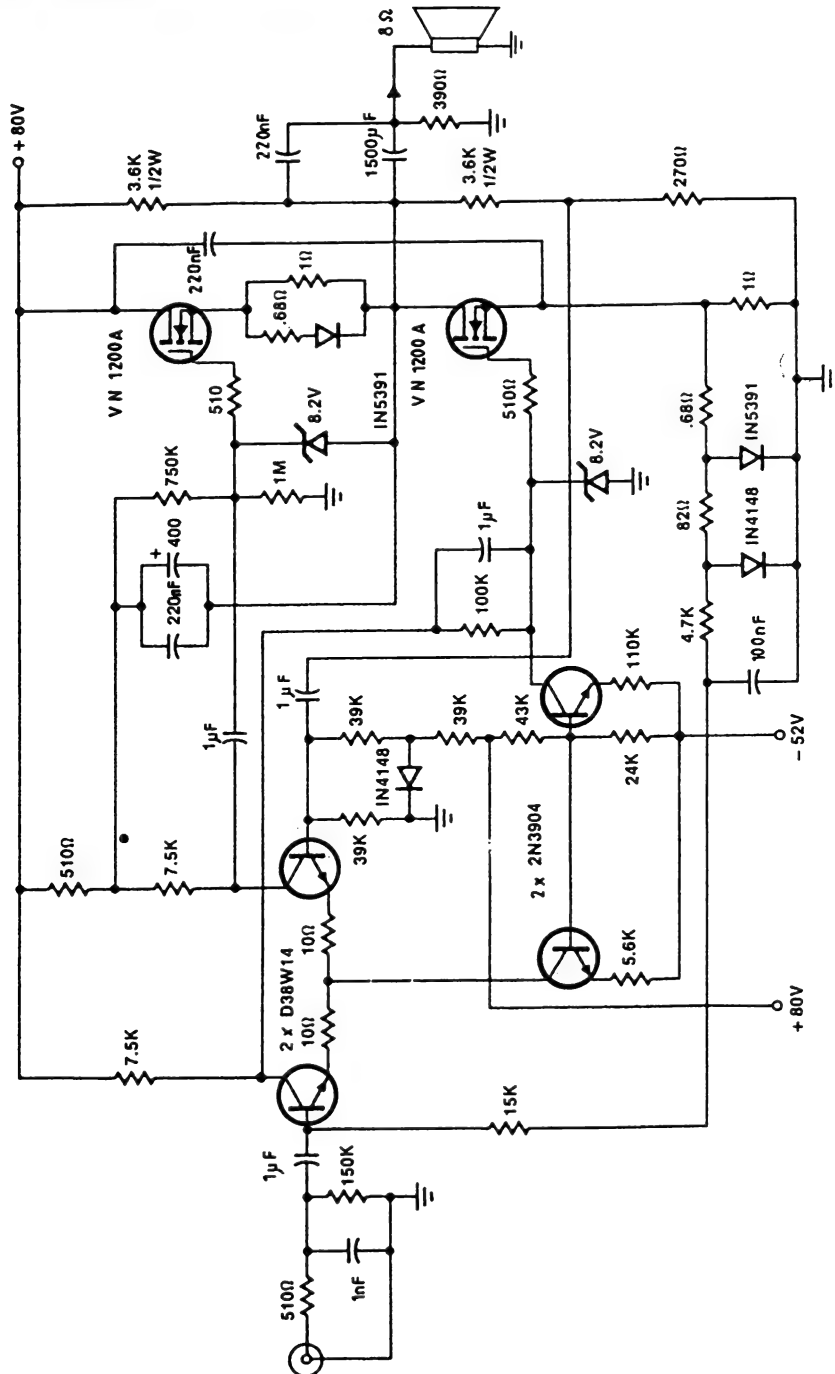 + 80V
3.6K
1/2W
220nF
1500µF
8 Ω
390Ω
3.6K
1/2W
270Ω
220nF
VN 1200A
.68Ω
1Ω
510
IN5391
VN 1200 A
510Ω
1Ω
.68Ω
IN5391
82Ω
IN4148
4.7K
100nF
750K
8.2V
1M
220nF
+
400
1µF
8.2V
1µF
100K
110K
1µF
39K
IN4148
39K
39K
43K
24K
- 52V
510Ω
7.5K
10Ω
2 x D38W14
10Ω
2 x 2N3904
5.6K
+ 80V
7.5K
15K
1µF
150K
1nF
510Ω